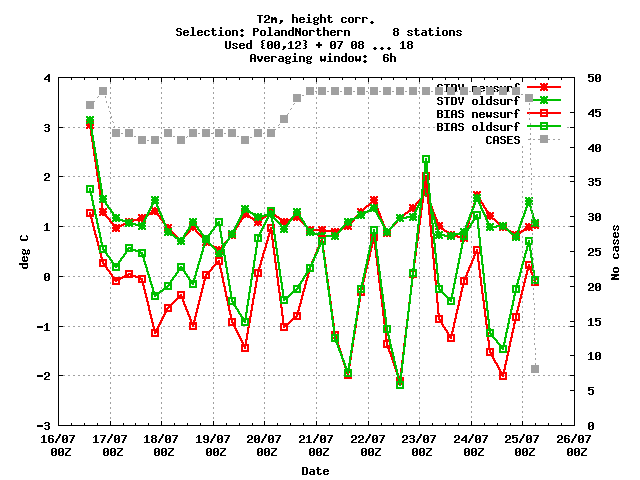 T2m, height corr.
Selection: PolandNorthern 8 stations
Used {00,12} + 07 08 ... 18
Averaging window: 6h
STDV newsurf
STDV oldsurf
BIAS newsurf
BIAS oldsurf
CASES
4
3
2
1
0
-1
-2
-3
deg C
50
45
40
35
30
25
20
15
10
5
0
No cases
16/07 17/07 18/07 19/07 20/07 21/07 22/07 23/07 24/07 25/07 26/07
00Z 00Z 00Z 00Z 00Z 00Z 00Z 00Z 00Z 00Z 00Z
Date